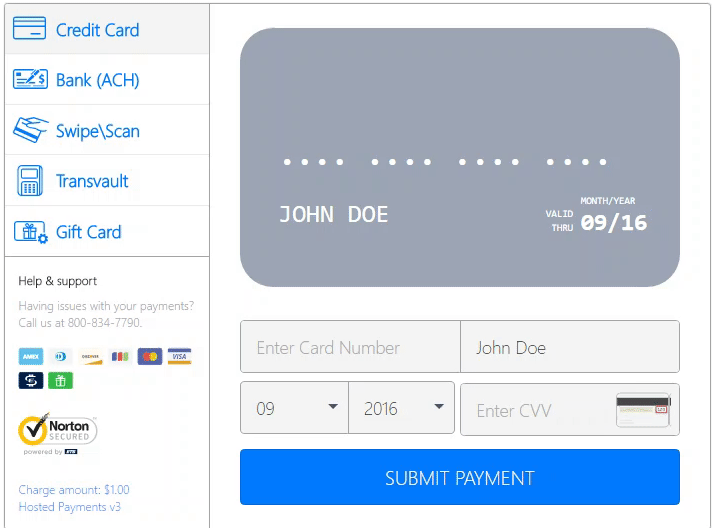 Credit Card
Bank (ACH)
Swipe\Scan
Transvault
Gift Card
Help & support
Having issues with your payments?
Call us at 800-834-7790.
AMEX DISCOVER JCB VISA
Norton
SECURED
powered by
Charge amount: $1.00
Hosted Payments v3
JOHN DOE
MONTH/YEAR
VALID
THRU 09/16
Enter Card Number John Doe
09 2016 Enter CVV
SUBMIT PAYMENT